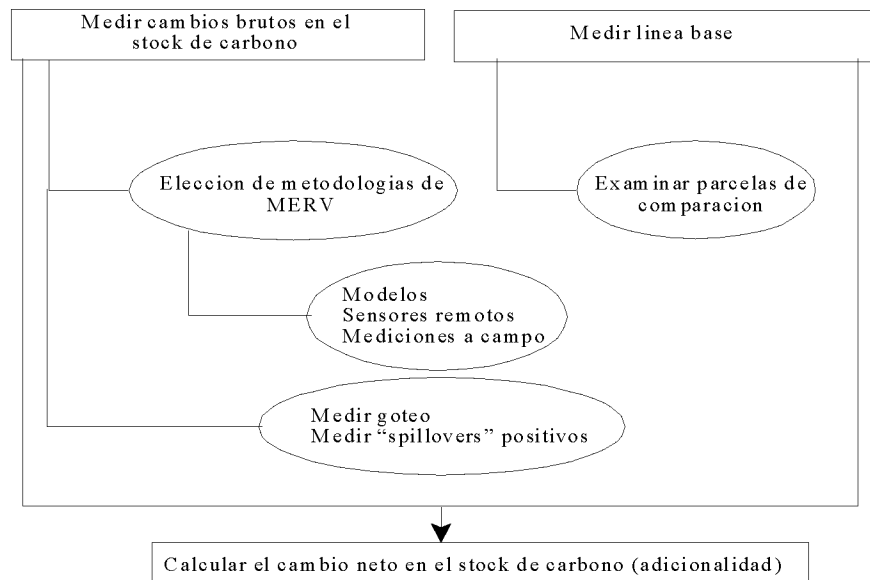 Medir cambios brutos en el
stock de carbono
Medir linea base
Eleccion de metodologias de
MERV
Examinar parcelas de
comparacion
Modelos
Sensores remotos
Mediciones a campo
Medir goteo
Medir “spillovers” positivos
Calcular el cambio neto en el stock de carbono (adicionalidad)